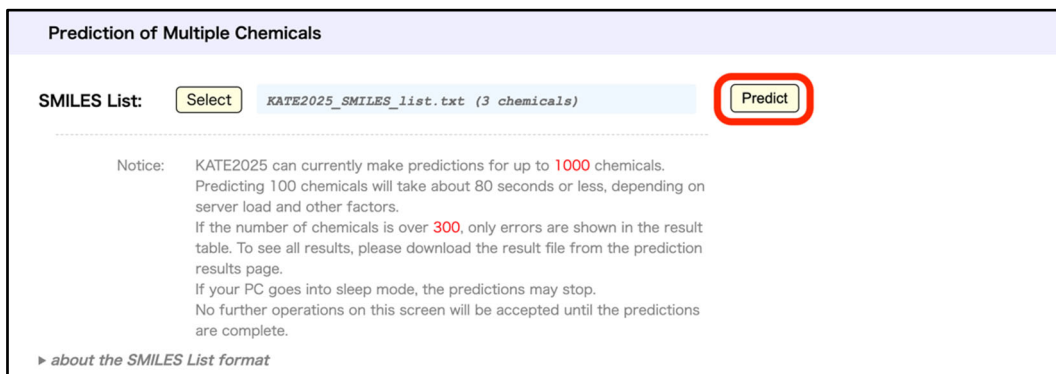 Prediction of Multiple Chemicals
SMILES List: Select KATE2025_SMILES_list.txt (3 chemicals) Predict
Notice: KATE2025 can currently make predictions for up to 1000 chemicals.
Predicting 100 chemicals will take about 80 seconds or less, depending on
server load and other factors.
If the number of chemicals is over 300, only errors are shown in the result
table. To see all results, please download the result file from the prediction
results page.
If your PC goes into sleep mode, the predictions may stop.
No further operations on this screen will be accepted until the predictions
are complete.
▸ about the SMILES List format